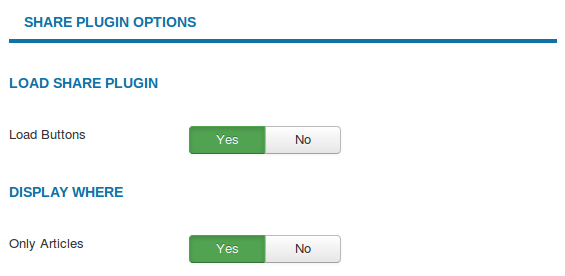 SHARE PLUGIN OPTIONS
LOAD SHARE PLUGIN
Load Buttons Yes No
DISPLAY WHERE
Only Articles Yes No